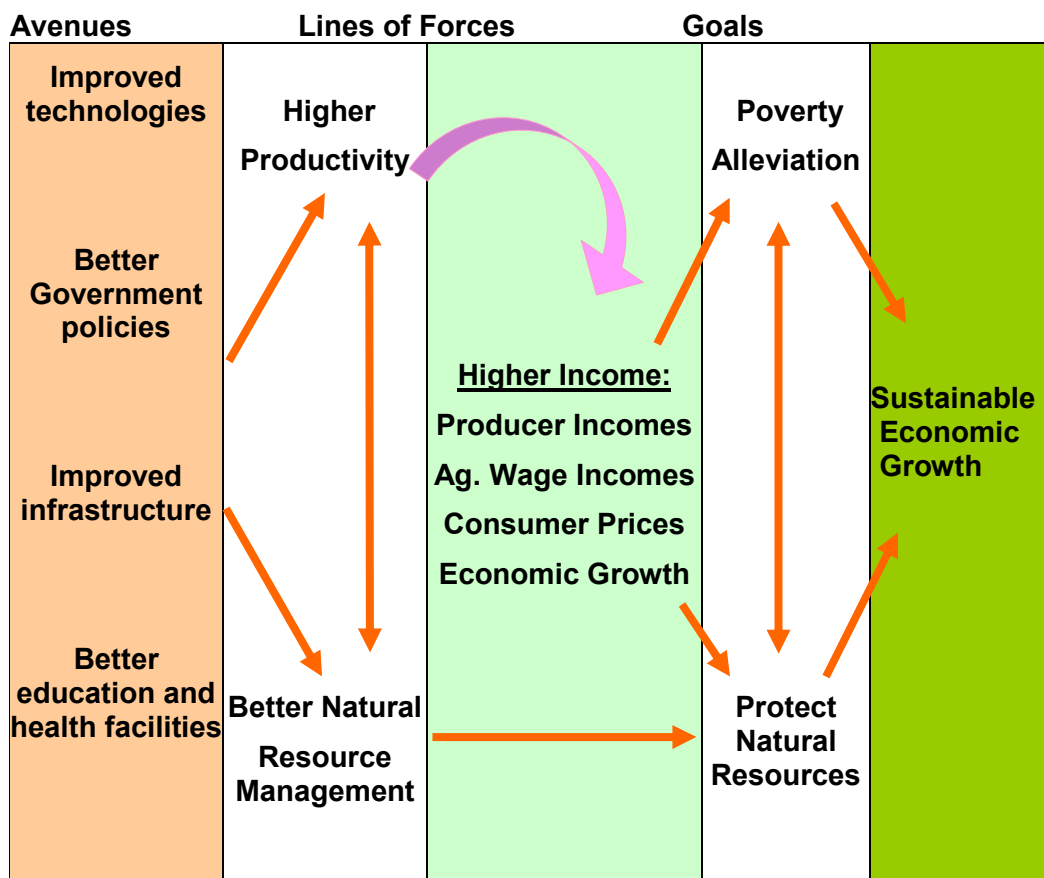 Avenues
Lines of Forces
Goals
Improved
technologies
Better
Government
policies
Improved
infrastructure
Better
education and
health facilities
Higher
Productivity
Better Natural
Resource
Management
Higher Income:
Producer Incomes
Ag. Wage Incomes
Consumer Prices
Economic Growth
Poverty
Alleviation
Protect
Natural
Resources
Sustainable
Economic
Growth